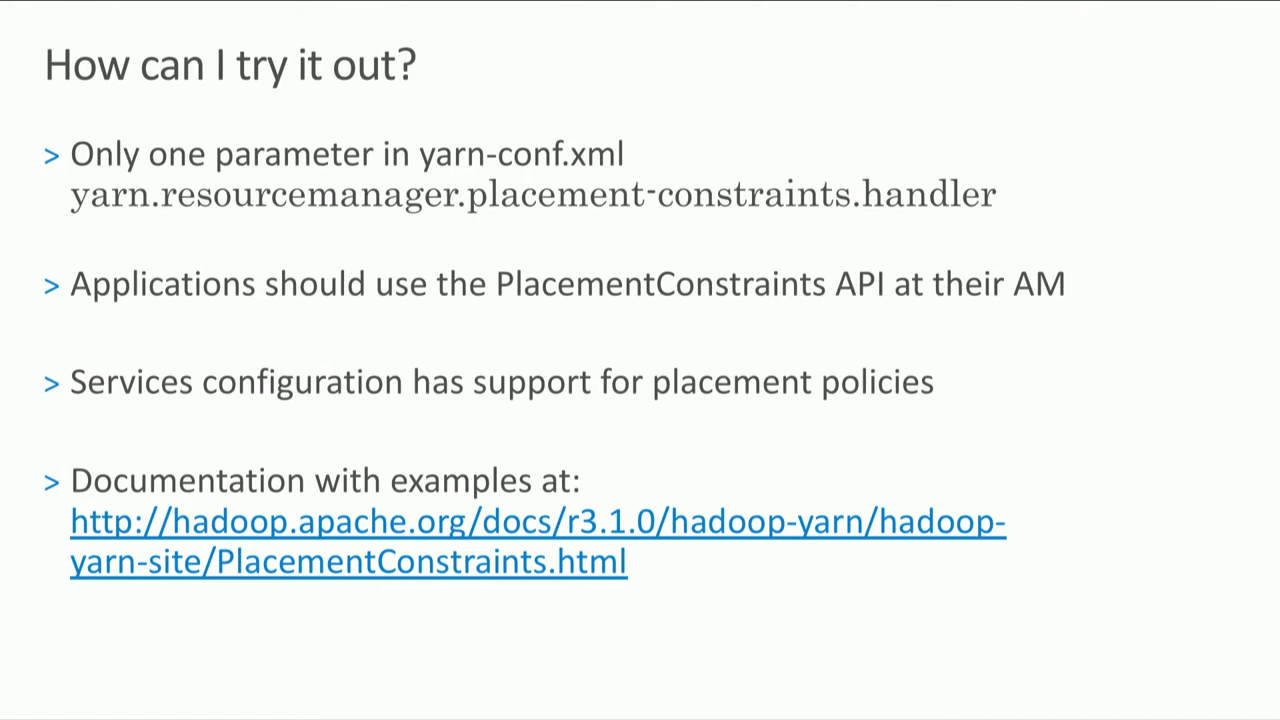 How can I try it out?
> Only one parameter in yarn-conf.xml
yarn.resourcemanager.placement-constraints.handler
> Applications should use the PlacementConstraints API at their AM
> Services configuration has support for placement policies
> Documentation with examples at:
http://hadoop.apache.org/docs/r3.1.0/hadoop-yarn/hadoop-
yarn-site/PlacementConstraints.html